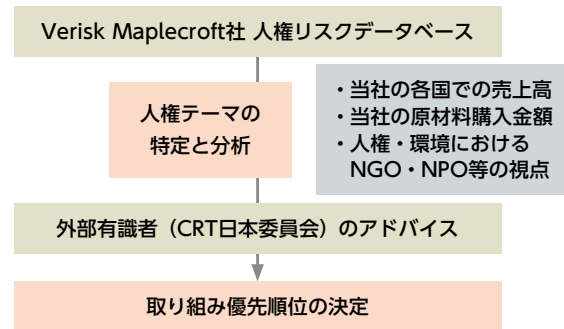 Verisk Maplecroft社 人権リスクデータベース
人権テーマの
特定と分析
・当社の各国での売上高
・当社の原材料購入金額
・人権・環境における
NGO・NPO等の視点
外部有識者（CRT日本委員会）のアドバイス
取り組み優先順位の決定